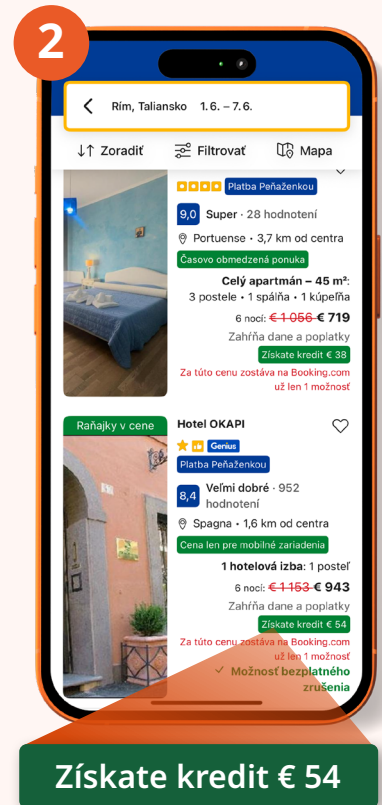 2
Rím, Taliansko 1. 6. – 7. 6.
Zoradiť Filtrovať Mapa
Platba Peňaženkou
9,0 Super · 28 hodnotení
Portuense • 3,7 km od centra
Časovo obmedzená ponuka
Celý apartmán – 45 m²:
3 postele • 1 spálňa • 1 kúpeľňa
6 nocí: € 1 056 € 719
Zahŕňa dane a poplatky
Získate kredit € 38
Za túto cenu zostáva na Booking.com
už len 1 možnosť
Raňajky v cene
Hotel OKAPI
Genius
Platba Peňaženkou
8,4 Veľmi dobré · 952
hodnotení
Spagna • 1,6 km od centra
Cena len pre mobilné zariadenia
1 hotelová izba: 1 posteľ
6 nocí: € 1 153 € 943
Zahŕňa dane a poplatky
Získate kredit € 54
Za túto cenu zostáva na Booking.com
už len 1 možnosť
Možnosť bezplatného
zrušenia
Získate kredit € 54